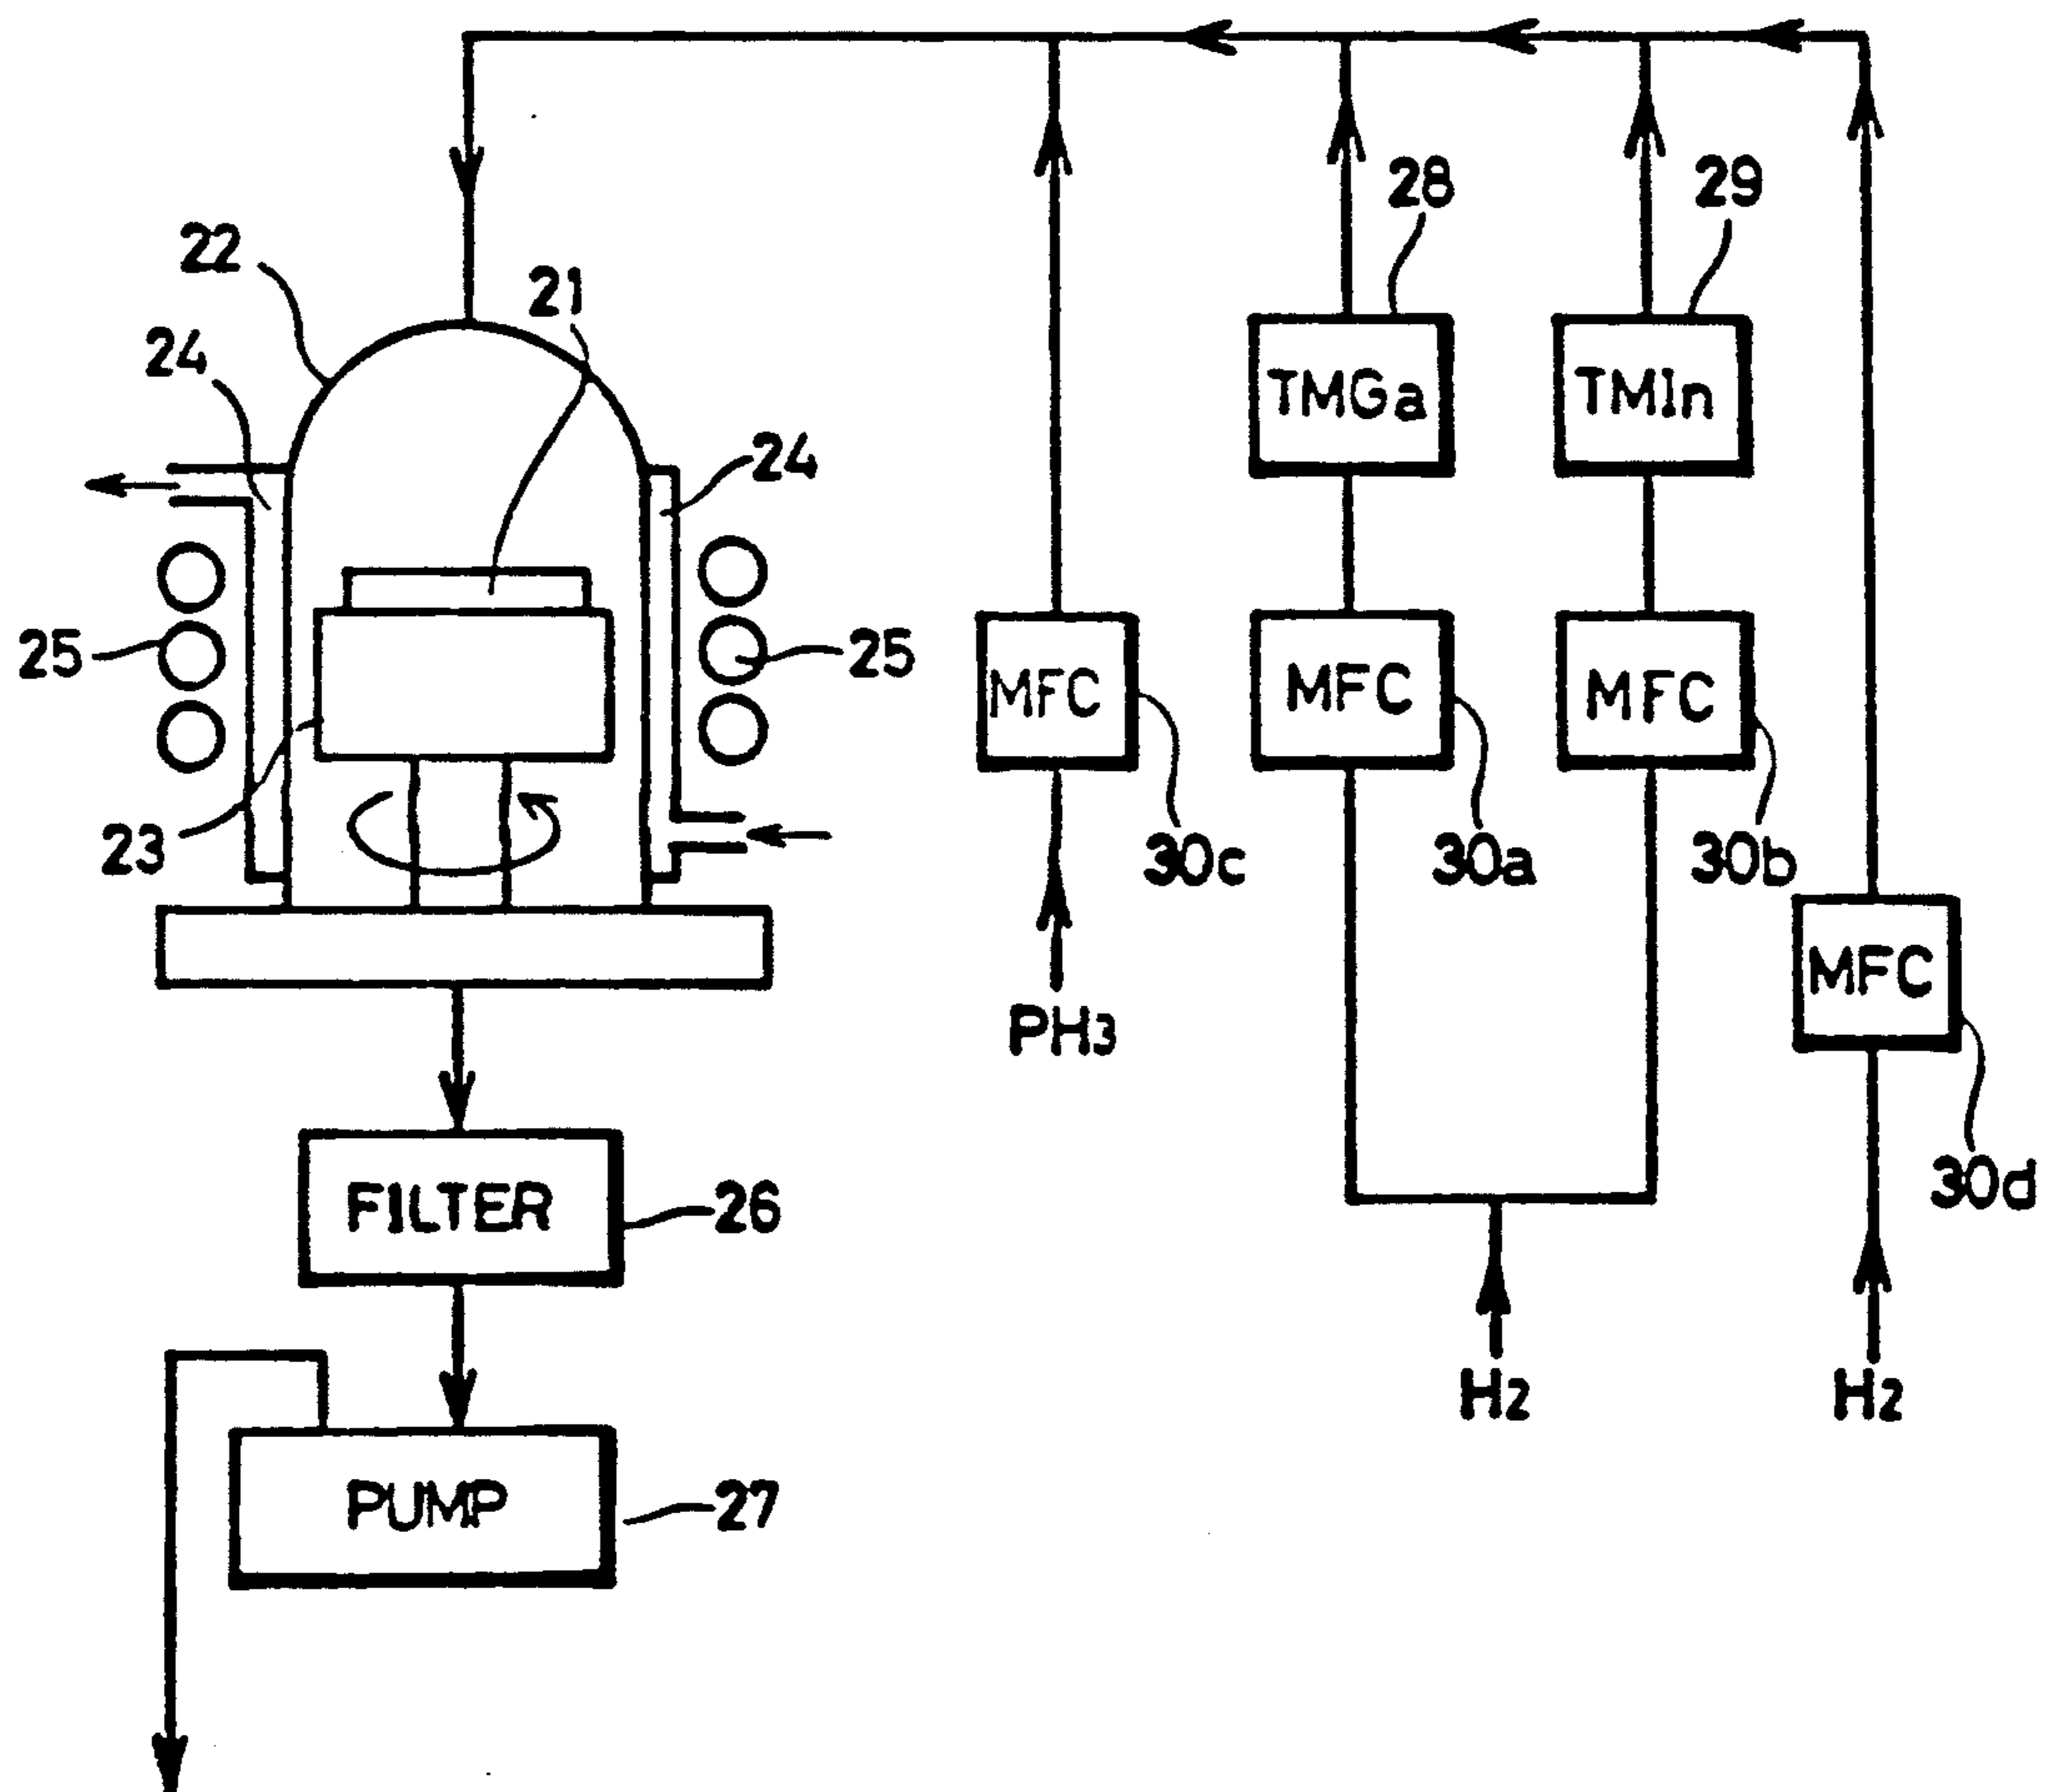 28
29
22
21
24
TMGa
TMIn
24
25
25
MFC
MFC
MFC
23
30c
30a
30b
MFC
PH3
FILTER
26
30d
H2
H2
PUMP
27